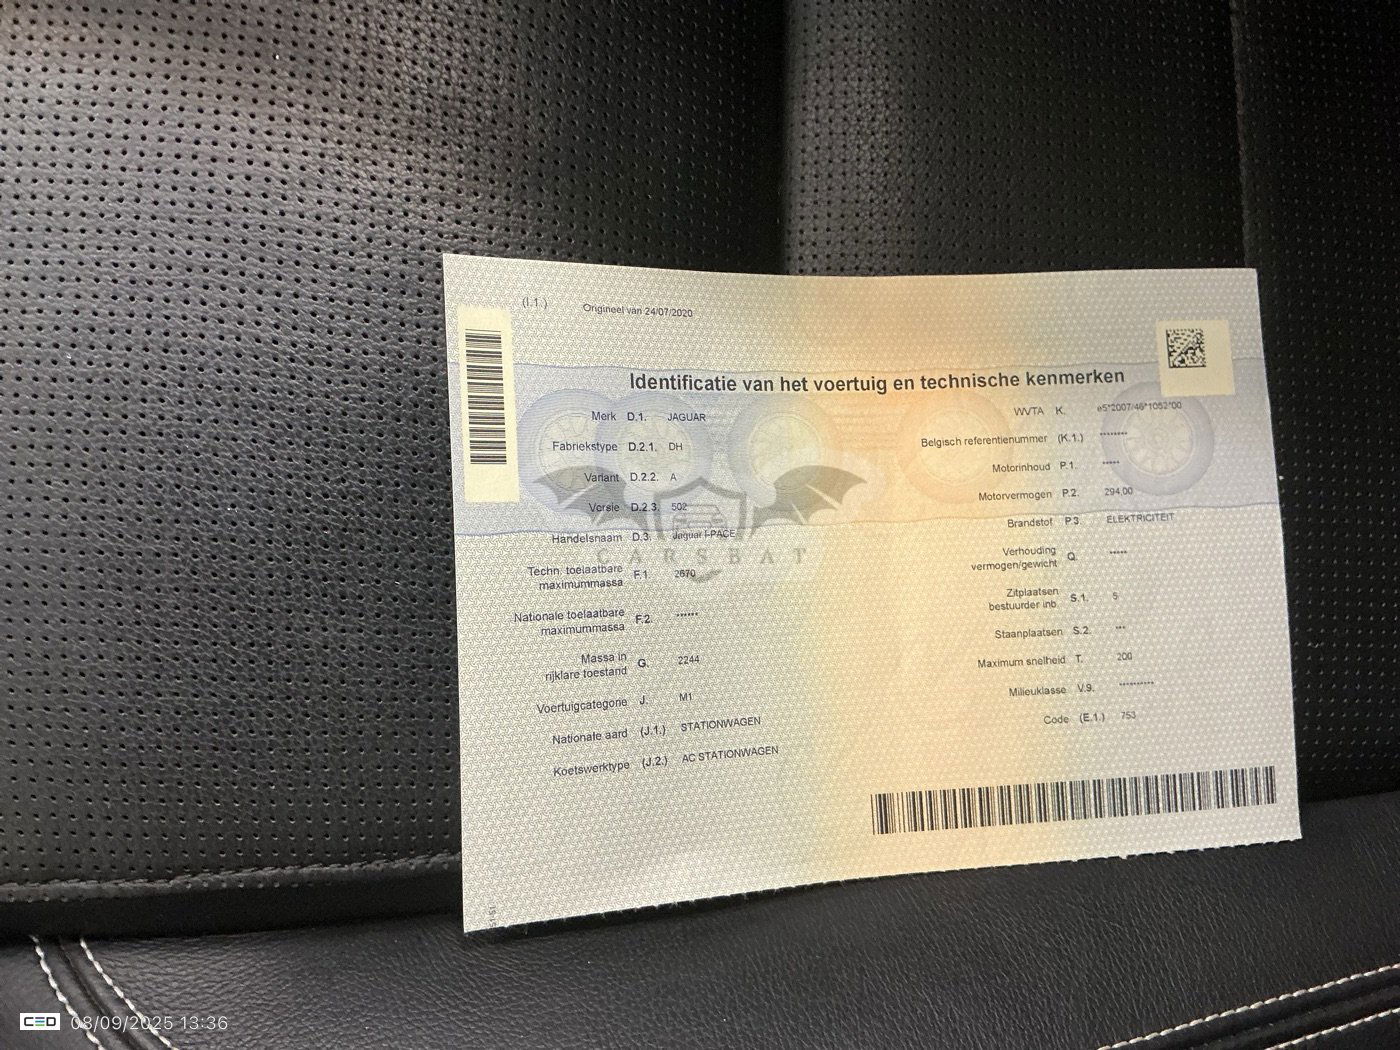 (I.1.) Origineel van 24/07/2020
Identificatie van het voertuig en technische kenmerken
Merk D.1. JAGUAR
Fabriekstype D.2.1. DH
Variant D.2.2. A
Versie D.2.3. 502
Handelsnaam D.3. Jaguar I-PACE
Techn. toelaatbare
maximummassa F.1 2670
Nationale toelaatbare
maximummassa F.2. ******
Massa in
rijklare toestand G. 2244
Voertuigcategorie J. M1
Nationale aard (J.1.) STATIONWAGEN
Koetswerktype (J.2.) AC STATIONWAGEN
WVTA K. e5*2007/46*1052*00
Belgisch referentienummer (K.1.) ********
Motorinhoud P.1. *****
Motorvermogen P.2. 294,00
Brandstof P.3. ELEKTRICITEIT
Verhouding
vermogen/gewicht Q. *****
Zitplaatsen
bestuurder inb. S.1. 5
Staanplaatsen S.2. ***
Maximum snelheid T. 200
Milieuklasse V.9. **********
Code (E.1.) 753
CARSBAT
CED 08/09/2025 13:36